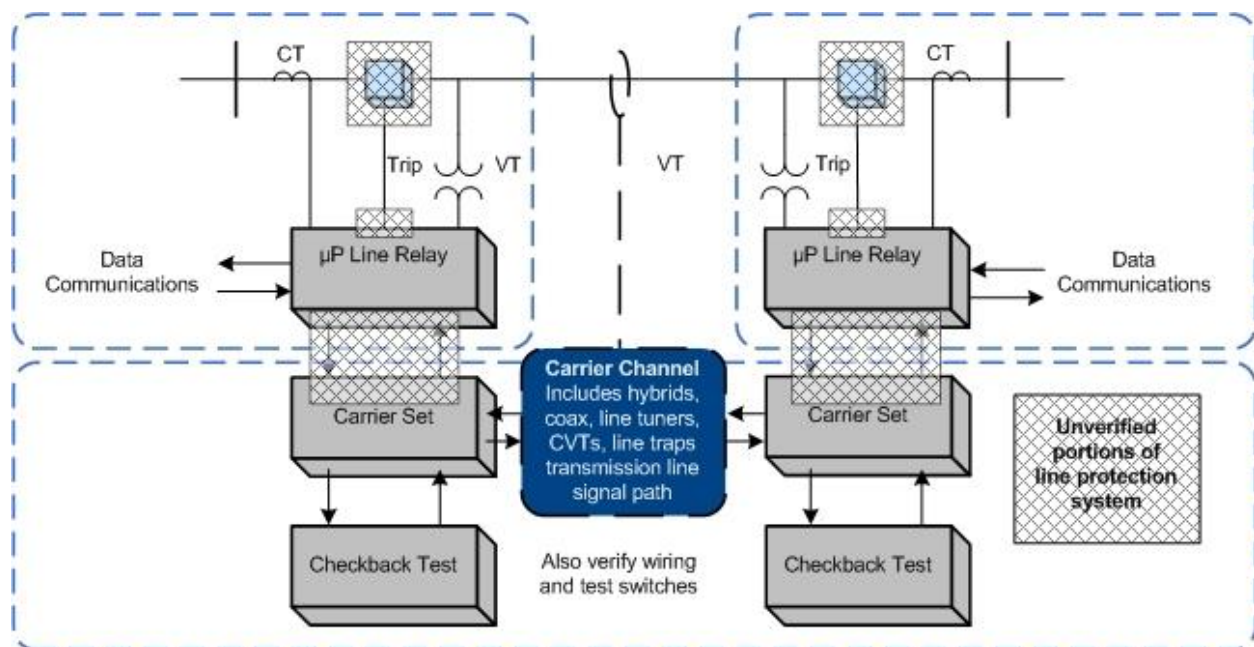 CT
CT
Trip
VT
VT
Trip
µP Line Relay
µP Line Relay
Data
Communications
Data
Communications
Carrier Channel
Includes hybrids,
coax, line tuners,
CVTs, line traps
transmission line
signal path
Carrier Set
Carrier Set
Unverified
portions of
line protection
system
Checkback Test
Also verify wiring
and test switches
Checkback Test